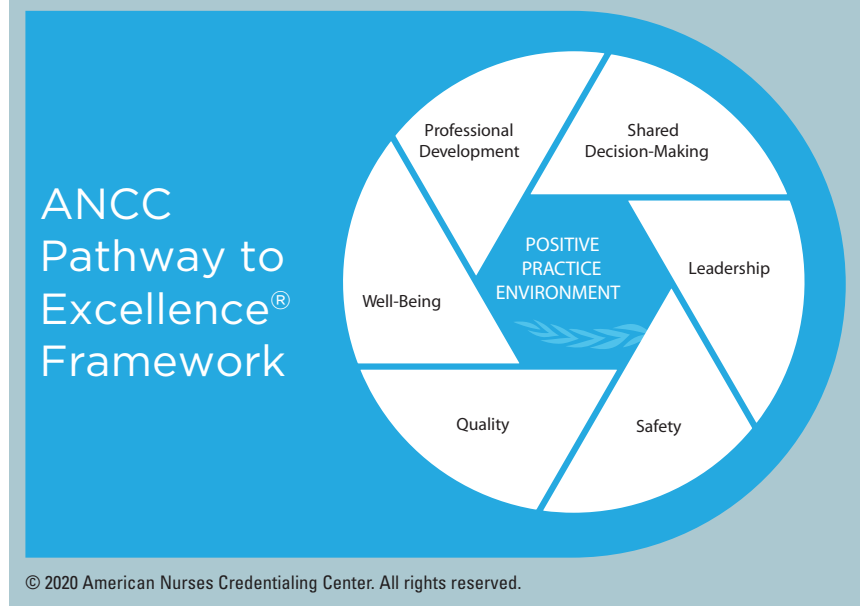 ANCC
Pathway to
Excellence®
Framework
Professional
Development
Shared
Decision-Making
POSITIVE
PRACTICE
ENVIRONMENT
Leadership
Well-Being
Quality
Safety
© 2020 American Nurses Credentialing Center. All rights reserved.